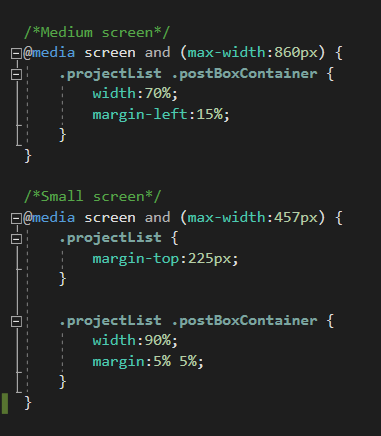 /*Medium screen*/
@media screen and (max-width:860px) {
.projectList .postBoxContainer {
width:70%;
margin-left:15%;
}
}
/*Small screen*/
@media screen and (max-width:457px) {
.projectList {
margin-top:225px;
}
.projectList .postBoxContainer {
width:90%;
margin:5% 5%;
}
}